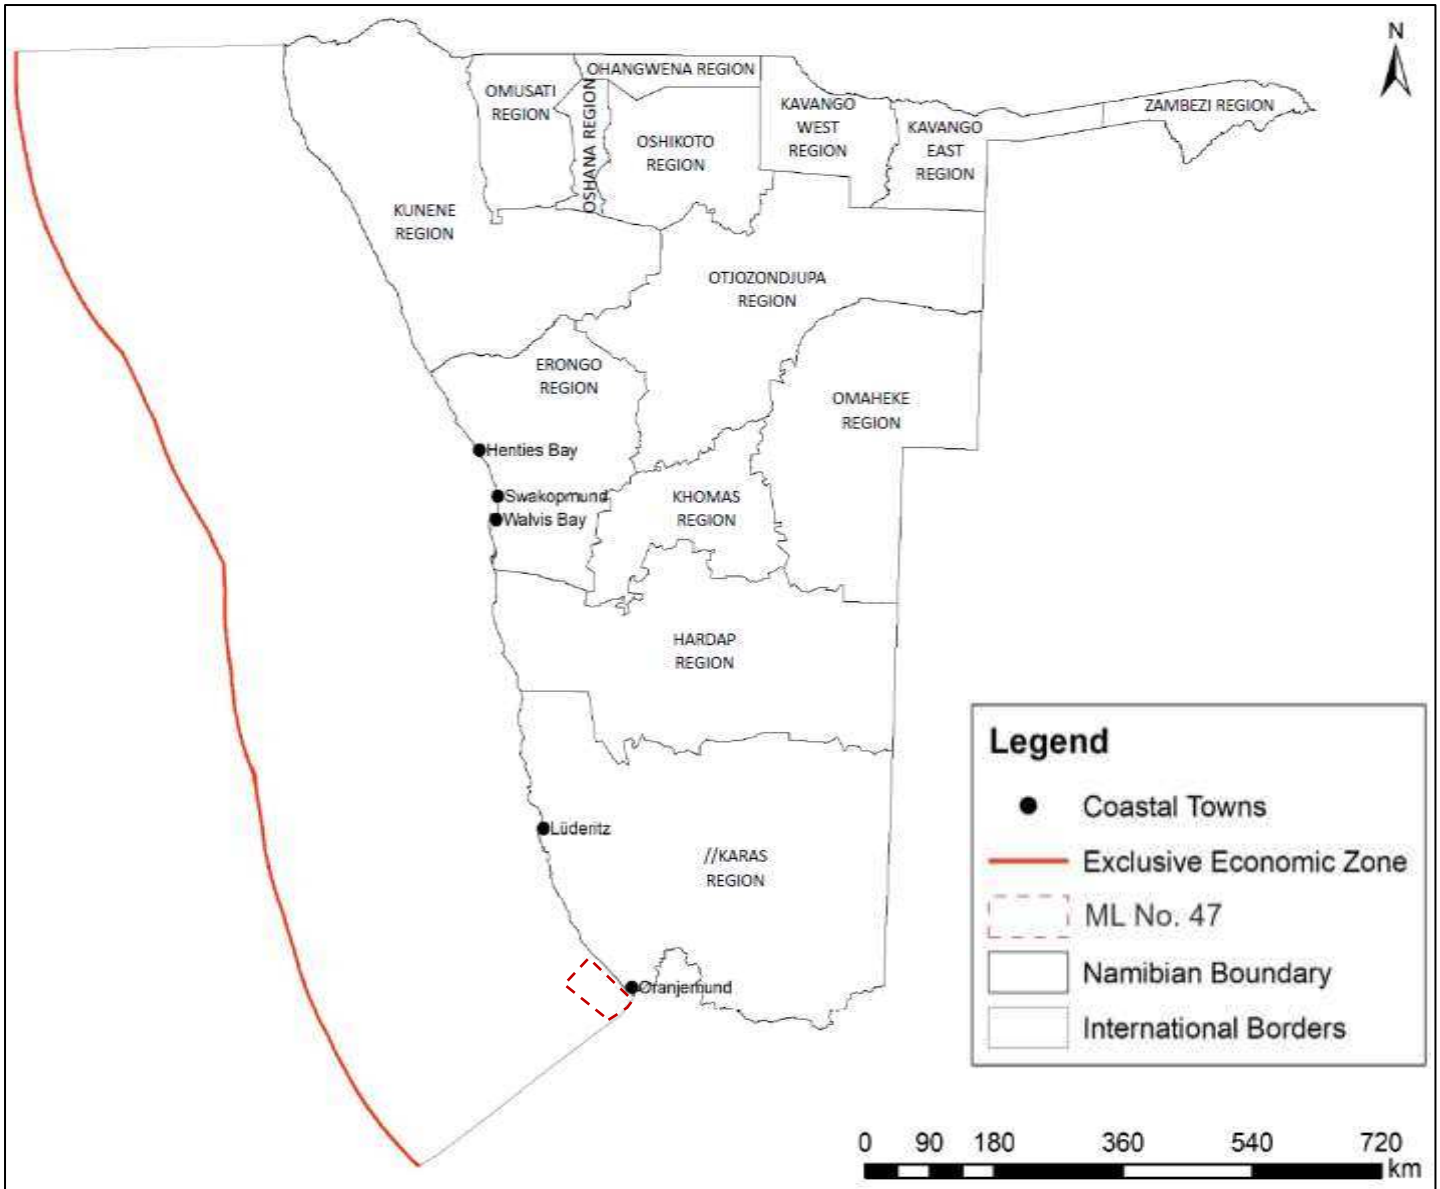 N
OHANGWENA REGION
OMUSATI
REGION
OSHANA REGION
OSHIKOTO
REGION
KAVANGO
WEST
REGION
KAVANGO
EAST
REGION
ZAMBEZI REGION
KUNENE
REGION
OTJOZONDJUPA
REGION
ERONGO
REGION
OMAHEKE
REGION
Henties Bay
Swakopmund
Walvis Bay
KHOMAS
REGION
HARDAP
REGION
Lüderitz
//KARAS
REGION
Oranjemund
Legend
Coastal Towns
Exclusive Economic Zone
ML No. 47
Namibian Boundary
International Borders
0 90 180 360 540 720
km